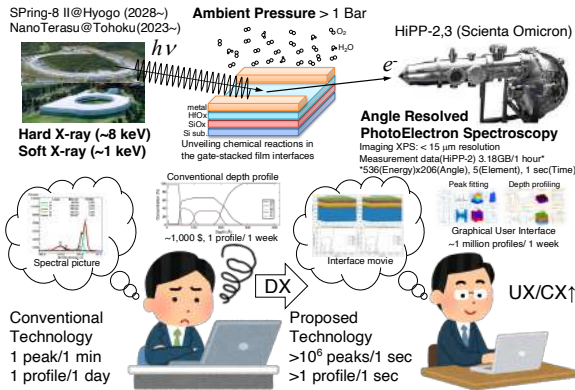 SPring-8 II@Hyogo (2028~)
NanoTerasu@Tohoku(2023~)
Ambient Pressure > 1 Bar
HiPP-2,3 (Scienta Omicron)
hν
O₂
H₂O
e⁻
metal
HfOx
SiOx
Si sub.
Hard X-ray (~8 keV)
Soft X-ray (~1 keV)
Unveiling chemical reactions in
the gate-stacked film interfaces
Angle Resolved
PhotoElectron Spectroscopy
Imaging XPS: < 15 μm resolution
Measurement data(HiPP-2) 3.18GB/1 hour*
*536(Energy)x206(Angle), 5(Element), 1 sec(Time)
Conventional depth profile
~1,000 $, 1 profile/ 1 week
Spectral picture
Interface movie
Peak fitting
Depth profiling
Graphical User Interface
~1 million profiles/ 1 week
DX
UX/CX↑
Conventional
Technology
1 peak/1 min
1 profile/1 day
Proposed
Technology
>10⁶ peaks/1 sec
>1 profile/1 sec